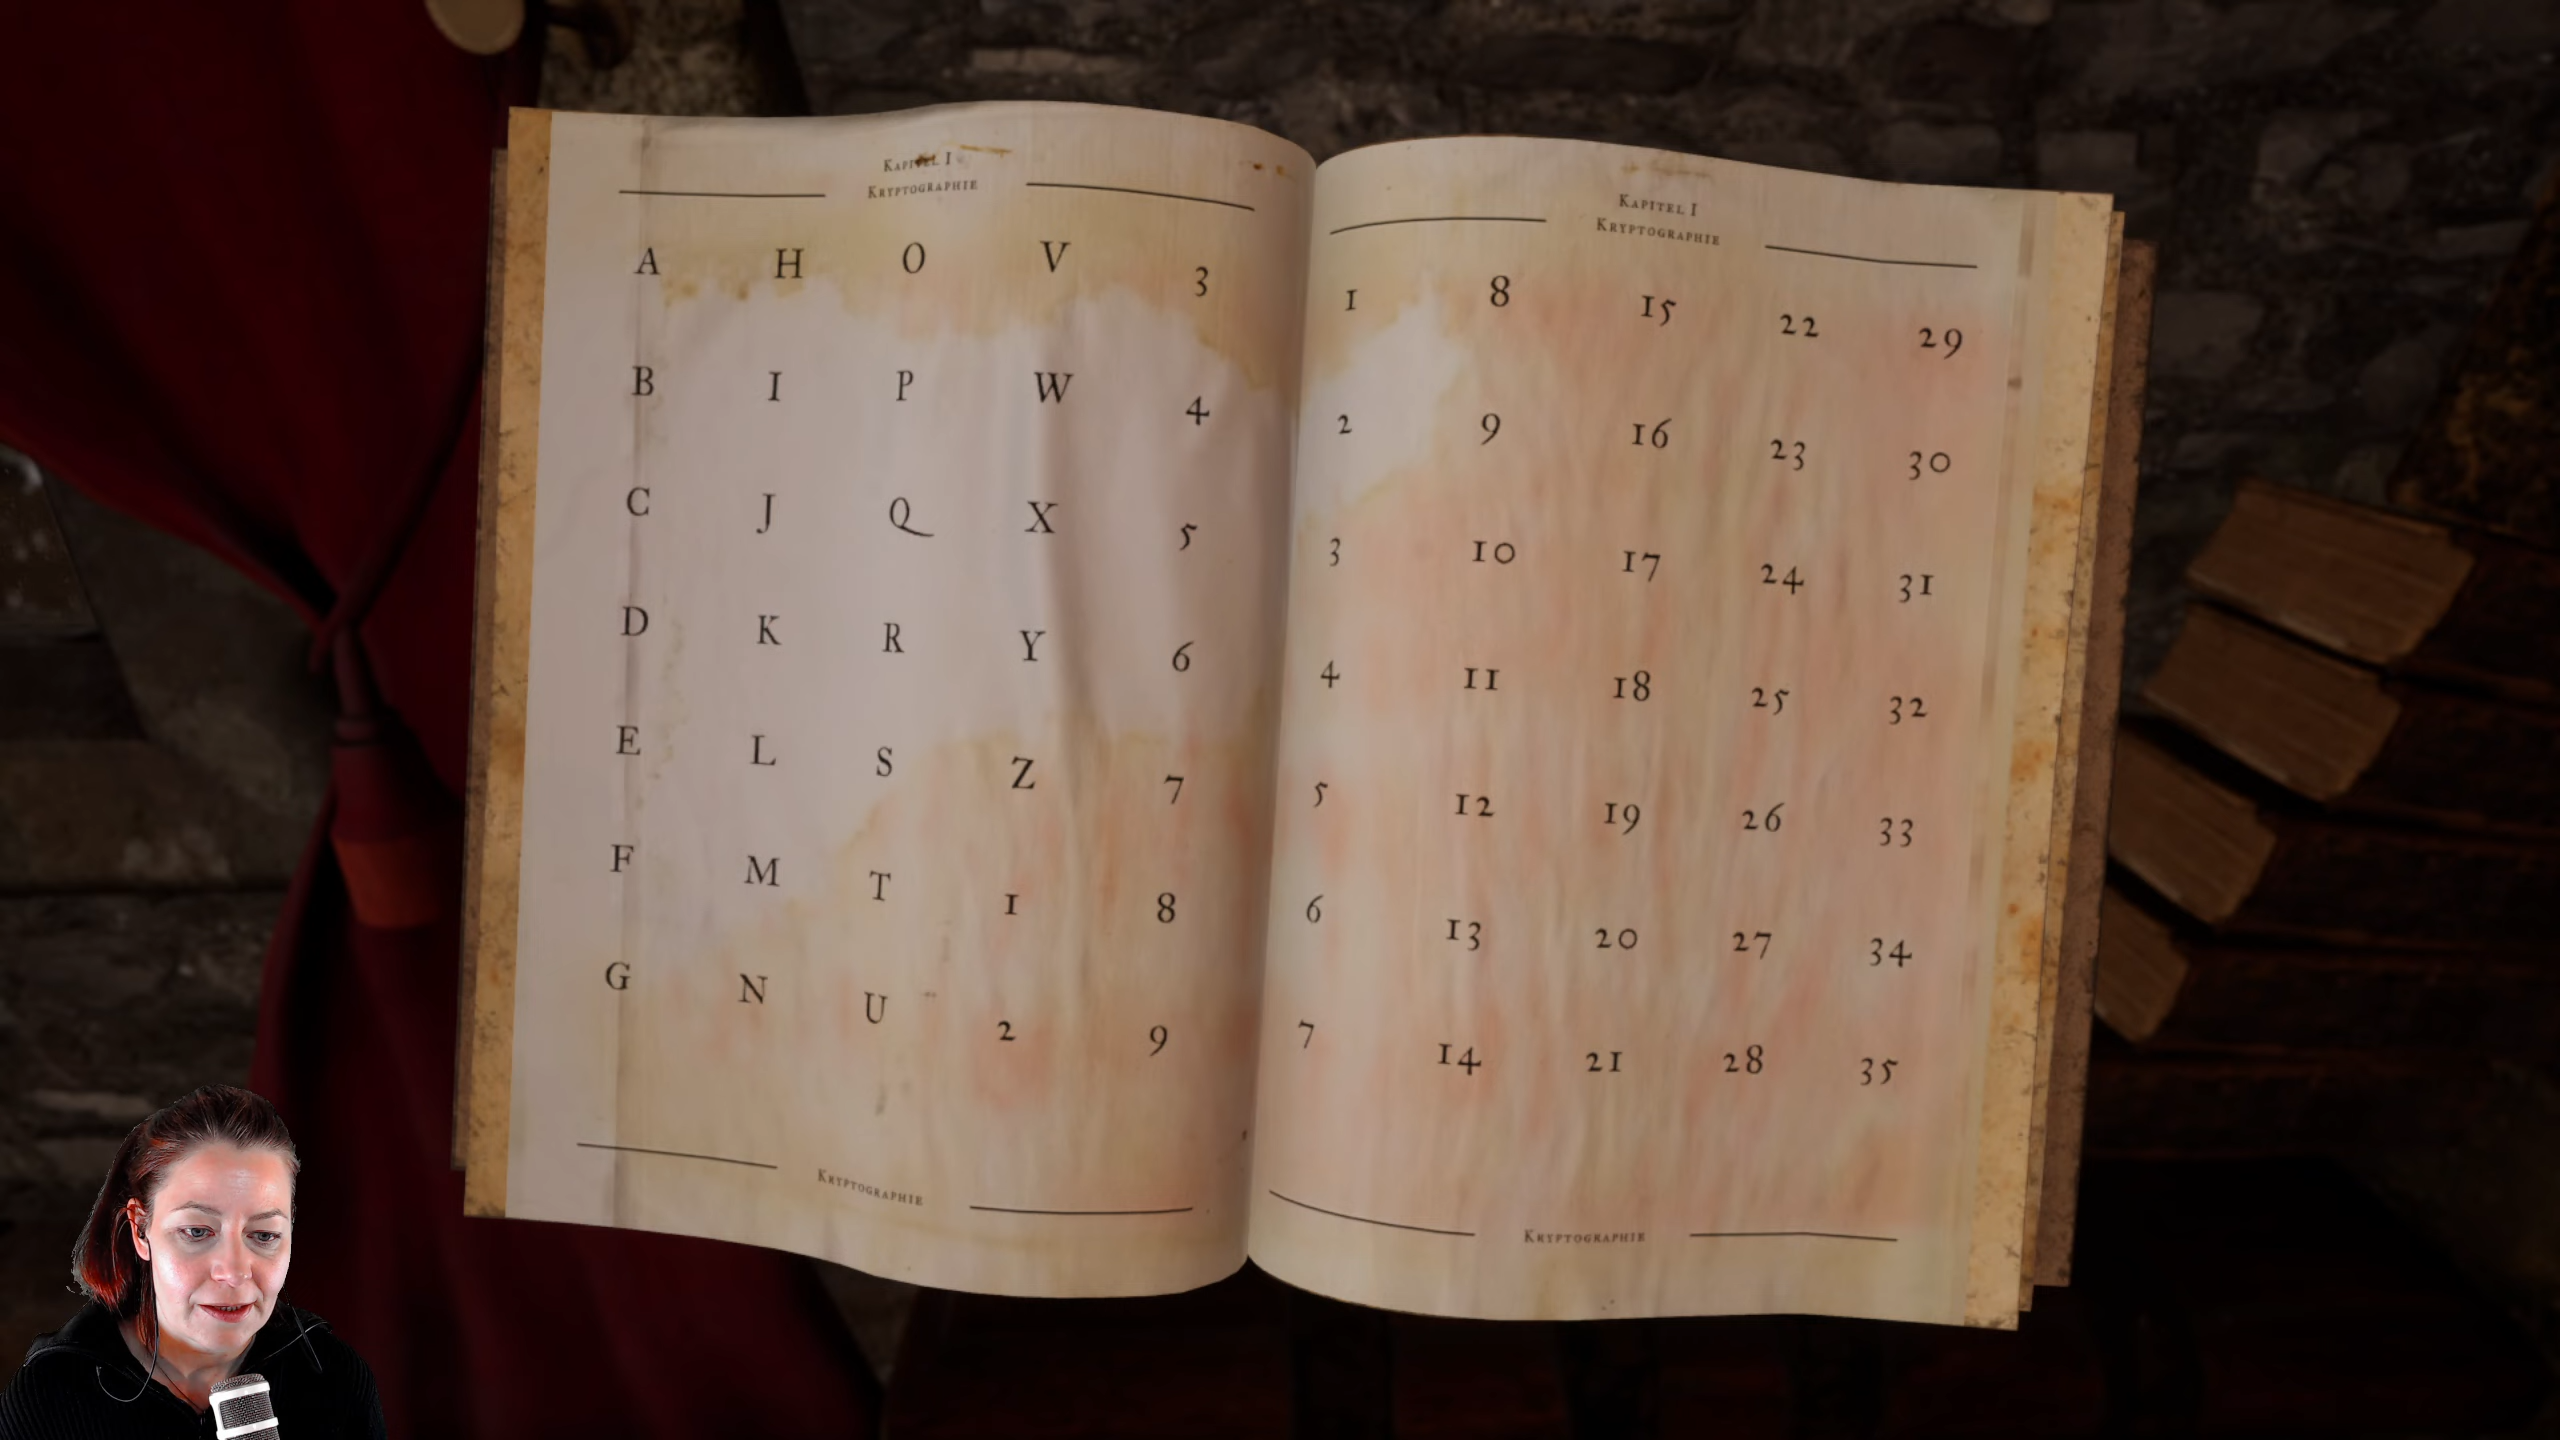 Kapitel I
Kryptographie
A H O V 3
B I P W 4
C J Q X 5
D K R Y 6
E L S Z 7
F M T 1 8
G N U 2 9
Kryptographie
Kapitel I
Kryptographie
1 8 15 22 29
2 9 16 23 30
3 10 17 24 31
4 11 18 25 32
5 12 19 26 33
6 13 20 27 34
7 14 21 28 35
Kryptographie